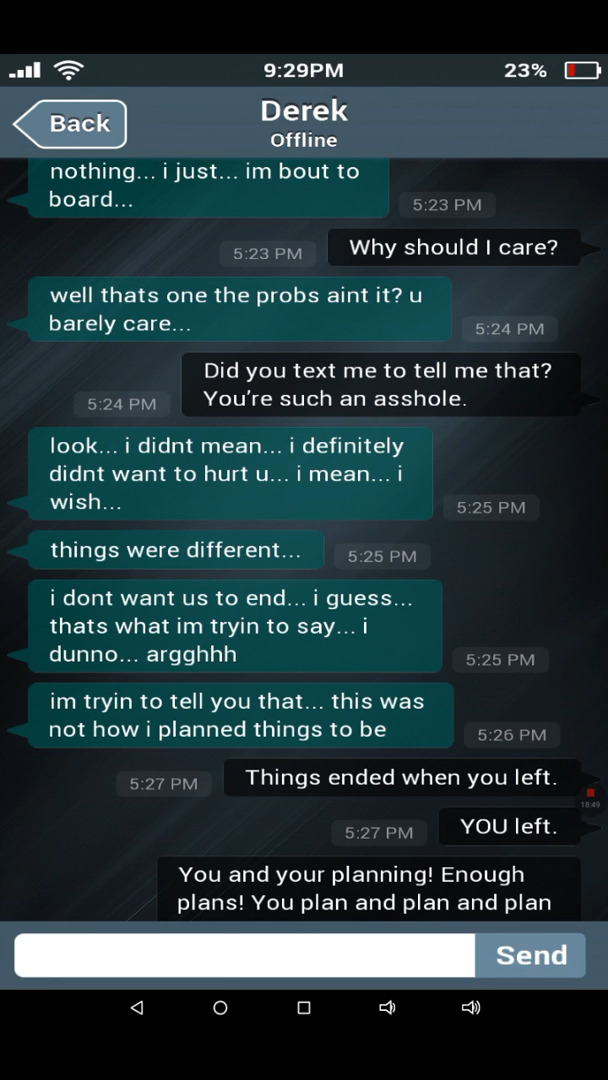 9:29PM
23%
Back
Derek
Offline
nothing... i just... im bout to
board...
5:23 PM
Why should I care?
5:23 PM
well thats one the probs aint it? u
barely care...
5:24 PM
Did you text me to tell me that?
You're such an asshole.
5:24 PM
look... i didnt mean... i definitely
didnt want to hurt u... i mean... i
wish...
5:25 PM
things were different...
5:25 PM
i dont want us to end... i guess...
thats what im tryin to say... i
dunno... argghhh
5:25 PM
im tryin to tell you that... this was
not how i planned things to be
5:26 PM
Things ended when you left.
5:27 PM
18:49
YOU left.
5:27 PM
You and your planning! Enough
plans! You plan and plan and plan
Send